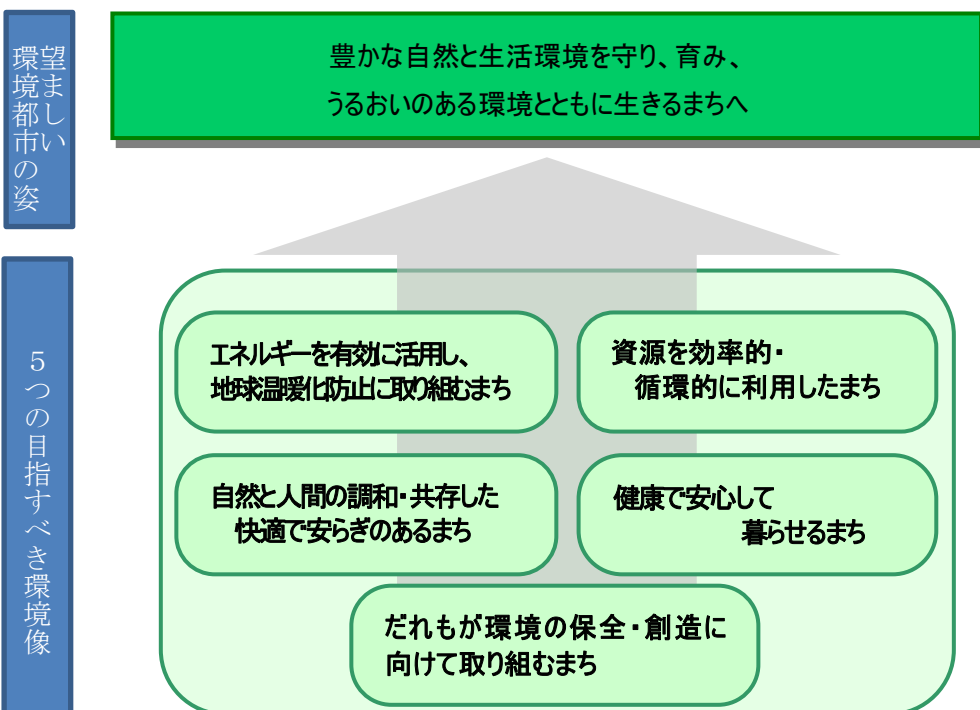 望ましい
環境都市の姿
豊かな自然と生活環境を守り、育み、
うるおいのある環境とともに生きるまちへ
5つの目指すべき環境像
エネルギーを有効に活用し、
地球温暖化防止に取り組むまち
資源を効率的・
循環的に利用したまち
自然と人間の調和・共存した
快適で安らぎのあるまち
健康で安心して
暮らせるまち
だれもが環境の保全・創造に
向けて取り組むまち